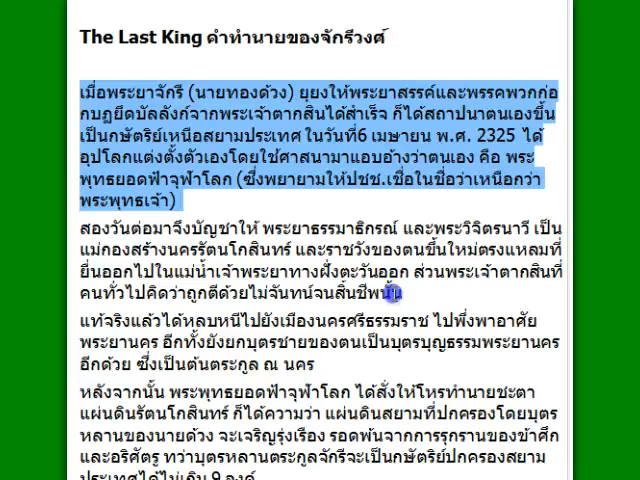 The Last King คำทำนายของจักรีวงศ์
เมื่อพระยาจักรี (นายทองด้วง) ยุยงให้พระยาสรรค์และพรรคพวกก่อ
กบฏยึดบัลลังก์จากพระเจ้าตากสินได้สำเร็จ ก็ได้สถาปนาตนเองขึ้น
เป็นกษัตริย์เหนือสยามประเทศ ในวันที่6 เมษายน พ.ศ. 2325 ได้
อุปโลกแต่งตั้งตัวเองโดยใช้ศาสนามาแอบอ้างว่าตนเอง คือ พระ
พุทธยอดฟ้าจุฬาโลก (ซึ่งพยายามให้ปชช.เชื่อในชื่อว่าเหนือกว่า
พระพุทธเจ้า)
สองวันต่อมาจึงบัญชาให้ พระยาธรรมาธิกรณ์ และพระวิจิตรนาวี เป็น
แม่กองสร้างนครรัตนโกสินทร์ และราชวังของตนขึ้นใหม่ตรงแหลมที่
ยื่นออกไปในแม่น้ำเจ้าพระยาทางฝั่งตะวันออก ส่วนพระเจ้าตากสินที่
คนทั่วไปคิดว่าถูกตีด้วยไม่จันทน์จนสิ้นชีพนั้น
แท้จริงแล้วได้หลบหนีไปยังเมืองนครศรีธรรมราช ไปพึ่งพาอาศัย
พระยานคร อีกทั้งยังยกบุตรชายของตนเป็นบุตรบุญธรรมพระยานคร
อีกด้วย ซึ่งเป็นต้นตระกูล ณ นคร
หลังจากนั้น พระพุทธยอดฟ้าจุฬาโลก ได้สั่งให้โหรทำนายชะตา
แผ่นดินรัตนโกสินทร์ ก็ได้ความว่า แผ่นดินสยามที่ปกครองโดยบุตร
หลานของนายด้วง จะเจริญรุ่งเรือง รอดพ้นจากการรุกรานของข้าศึก
และอริศัตรู ทว่าบุตรหลานตระกูลจักรีจะเป็นกษัตริย์ปกครองสยาม
ประเทศได้ไม่เกิน 9 องค์